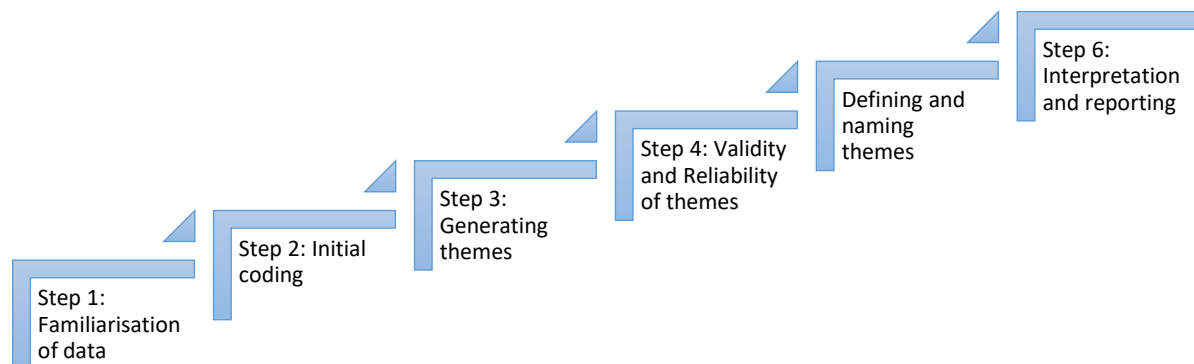 Step 1:
Familiarisation
of data
Step 2: Initial
coding
Step 3:
Generating
themes
Step 4: Validity
and Reliability
of themes
Defining and
naming
themes
Step 6:
Interpretation
and reporting